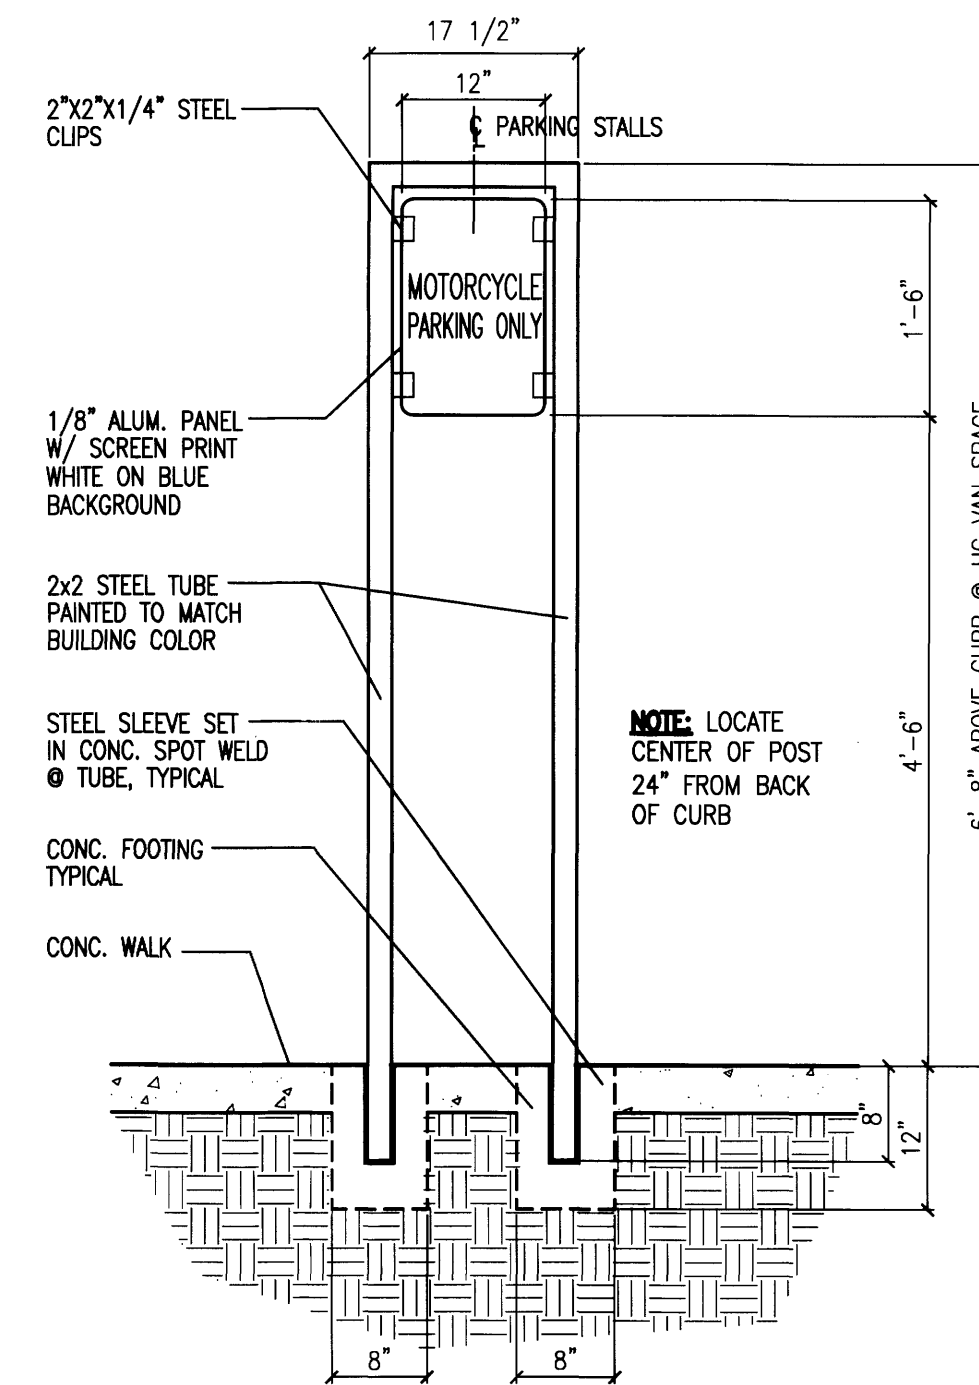 17 1/2"
12"
2"X2"X1/4" STEEL
CLIPS
℄ PARKING STALLS
MOTORCYCLE
PARKING ONLY
1'-6"
1/8" ALUM. PANEL
W/ SCREEN PRINT
WHITE ON BLUE
BACKGROUND
2x2 STEEL TUBE
PAINTED TO MATCH
BUILDING COLOR
STEEL SLEEVE SET
IN CONC. SPOT WELD
@ TUBE, TYPICAL
NOTE: LOCATE
CENTER OF POST
24" FROM BACK
OF CURB
4'-6"
CONC. FOOTING
TYPICAL
CONC. WALK
8"
12"
8"
8"